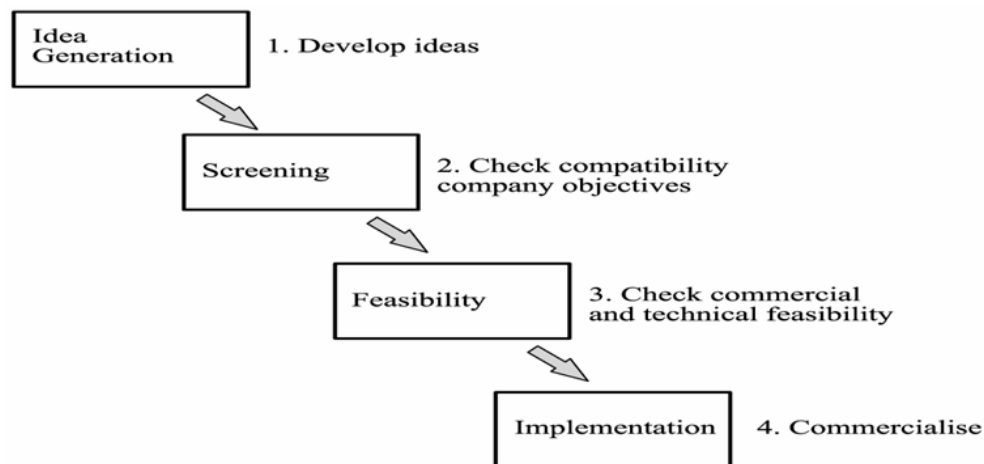 Idea
Generation
1. Develop ideas
Screening
2. Check compatibility
company objectives
Feasibility
3. Check commercial
and technical feasibility
Implementation
4. Commercialise